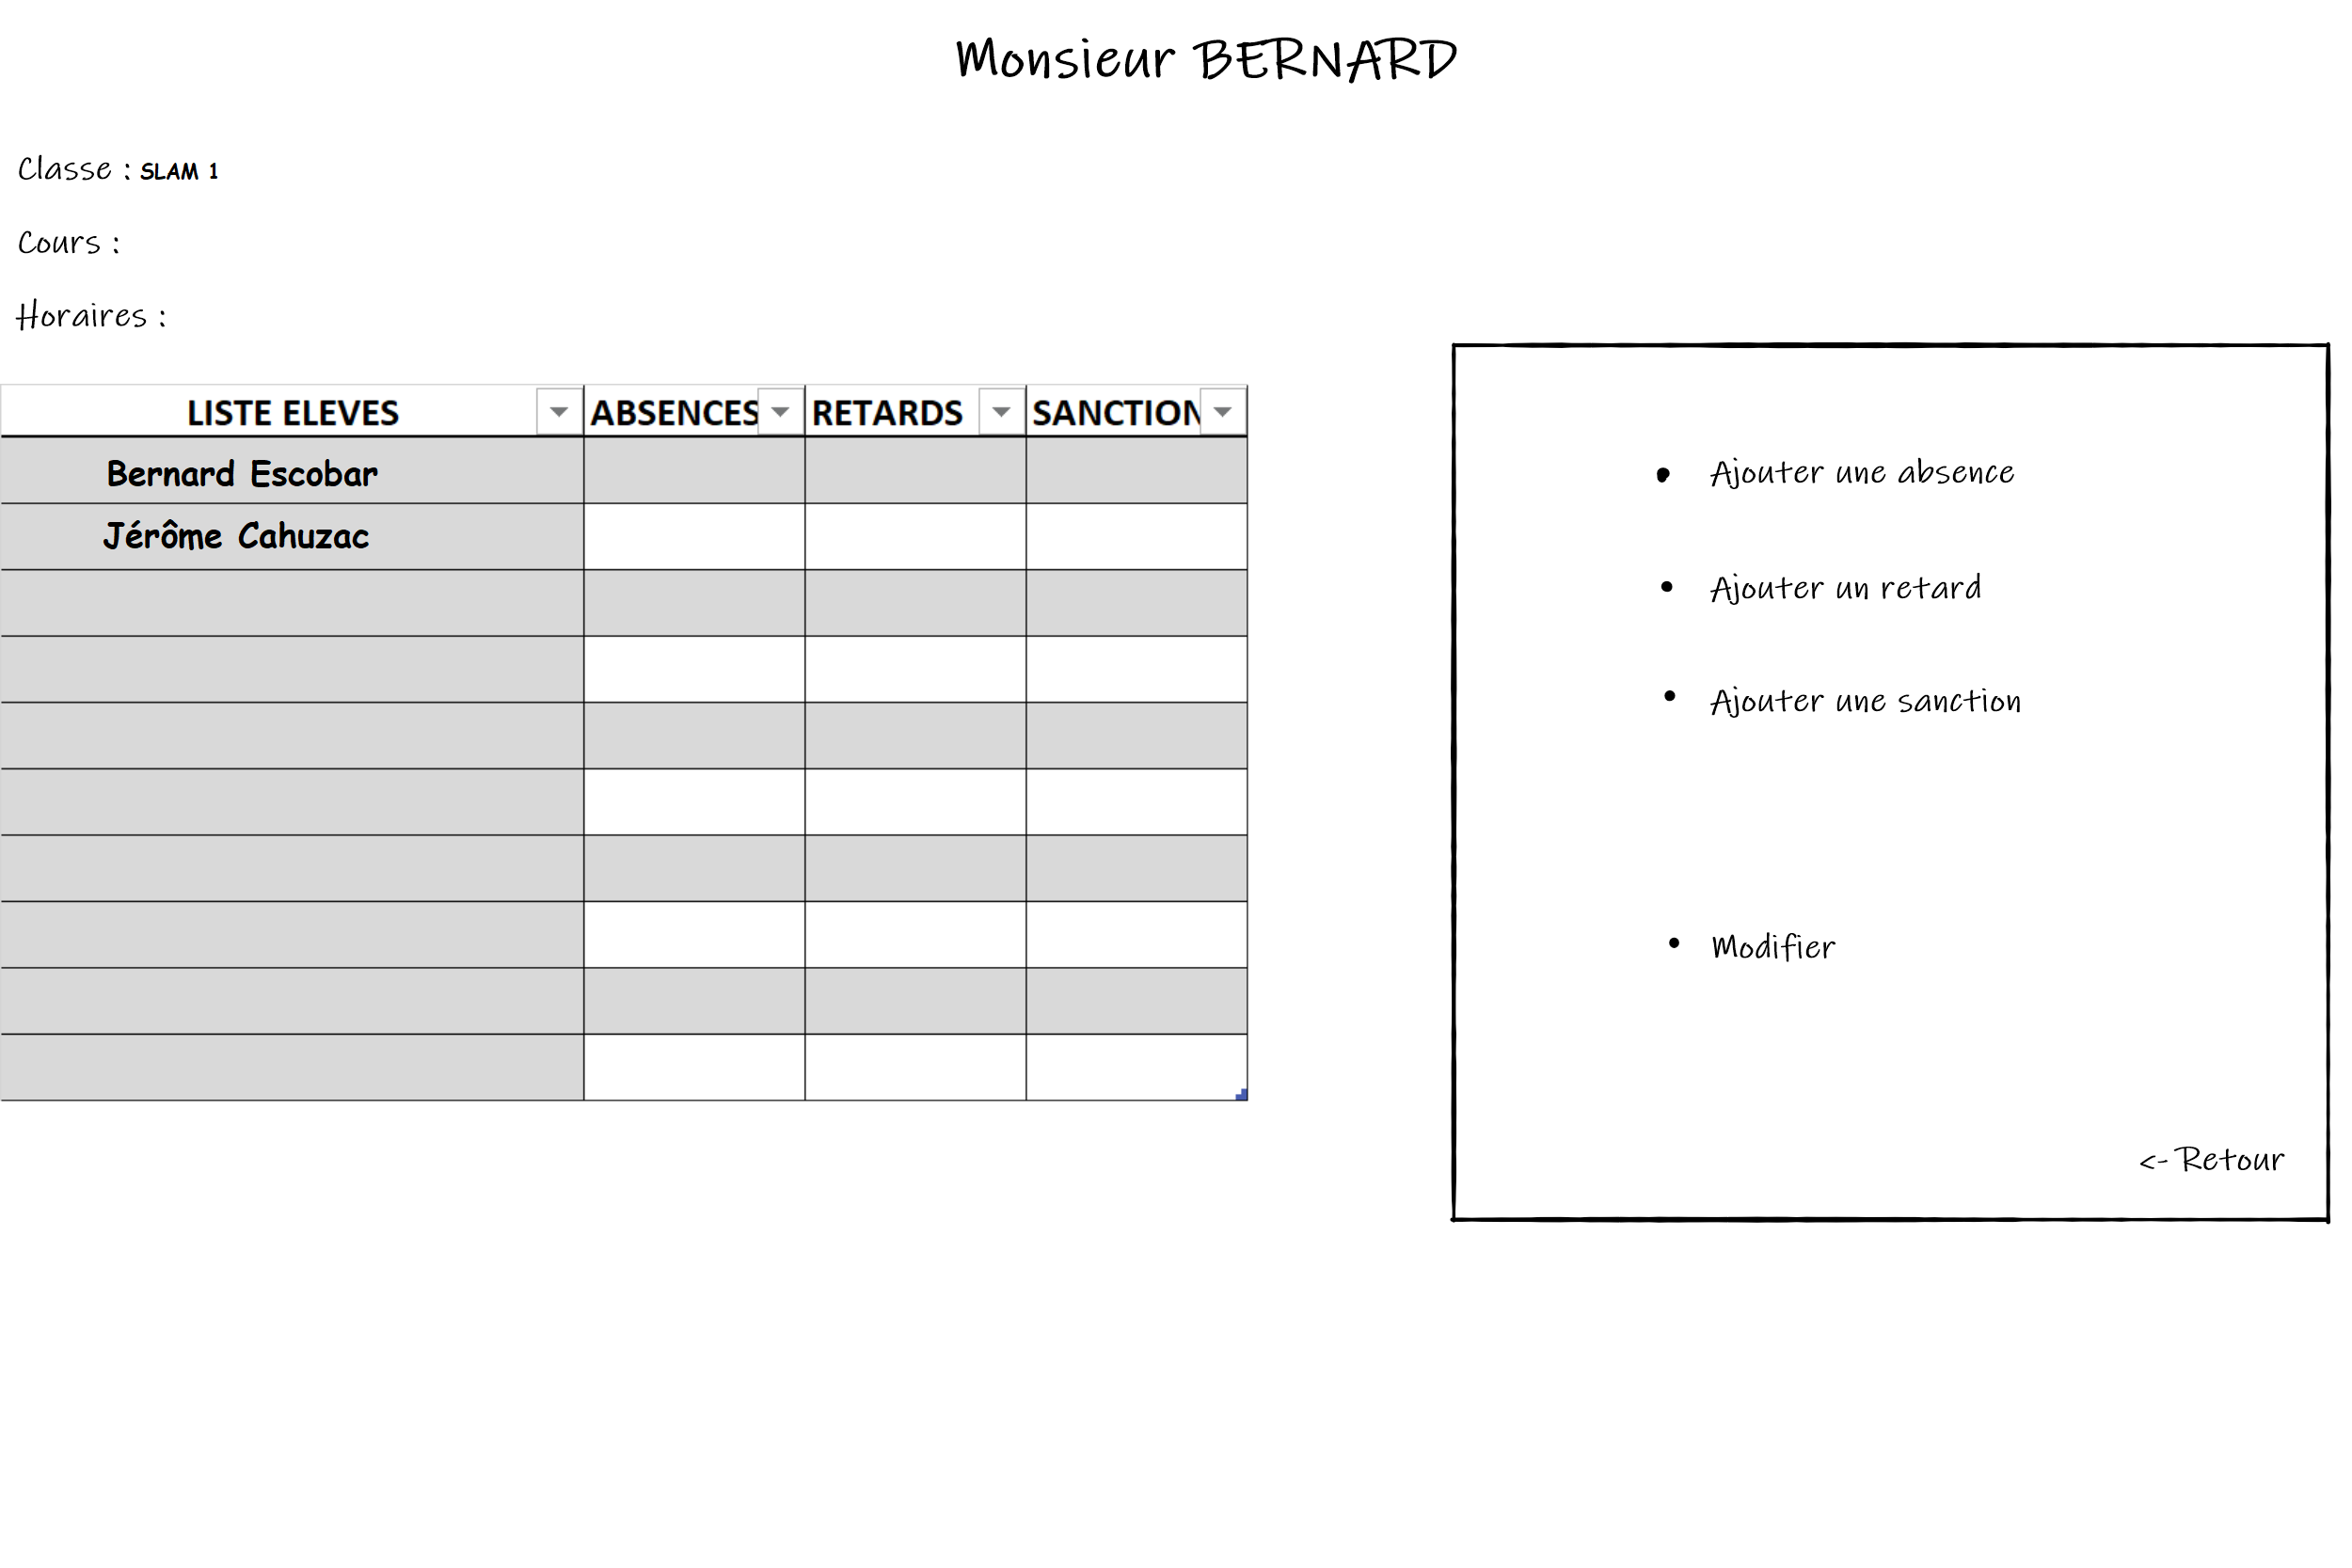 Monsieur BERNARD
Classe : SLAM 1
Cours :
Horaires :
LISTE ELEVES ABSENCES RETARDS SANCTION
Bernard Escobar
Jérôme Cahuzac
• Ajouter une absence
• Ajouter un retard
• Ajouter une sanction
• Modifier
<- Retour